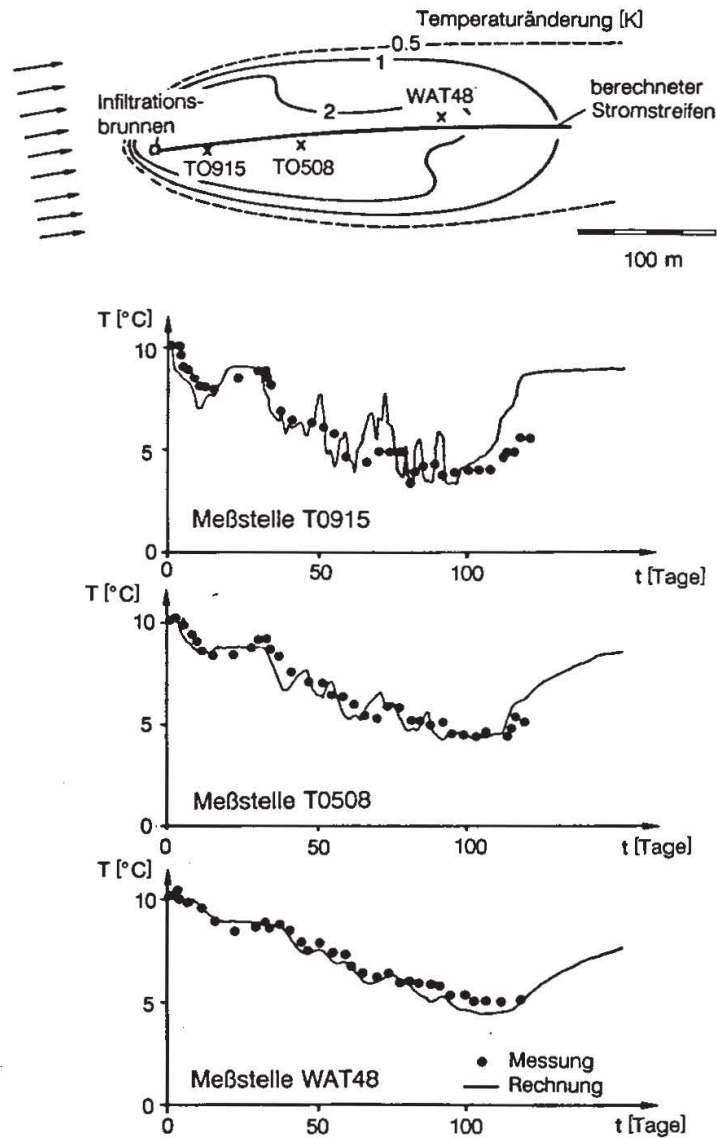 Temperaturänderung [K]
0.5
1
Infiltrations-
brunnen
WAT48
berechneter
Stromstreifen
2
TO915
TO508
100 m
T [°C]
10
5
0
Meßstelle T0915
0
50
100
t [Tage]
T [°C]
10
5
0
Meßstelle T0508
0
50
100
t [Tage]
T [°C]
10
5
0
Meßstelle WAT48
Messung
Rechnung
0
50
100
t [Tage]